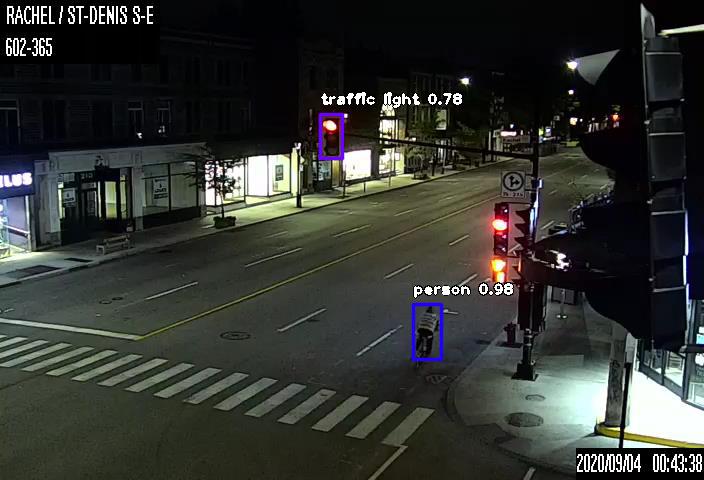 RACHEL / ST-DENIS S-E
602-365
traffic light 0.78
person 0.98
2020/09/04 00:43:38